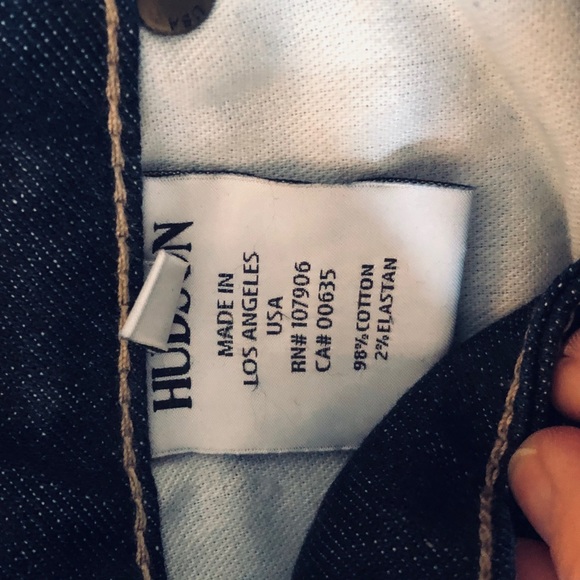 HUDSON
MADE IN
LOS ANGELES
USA
RN# 107906
CA# 00635
98% COTTON
2% ELASTAN